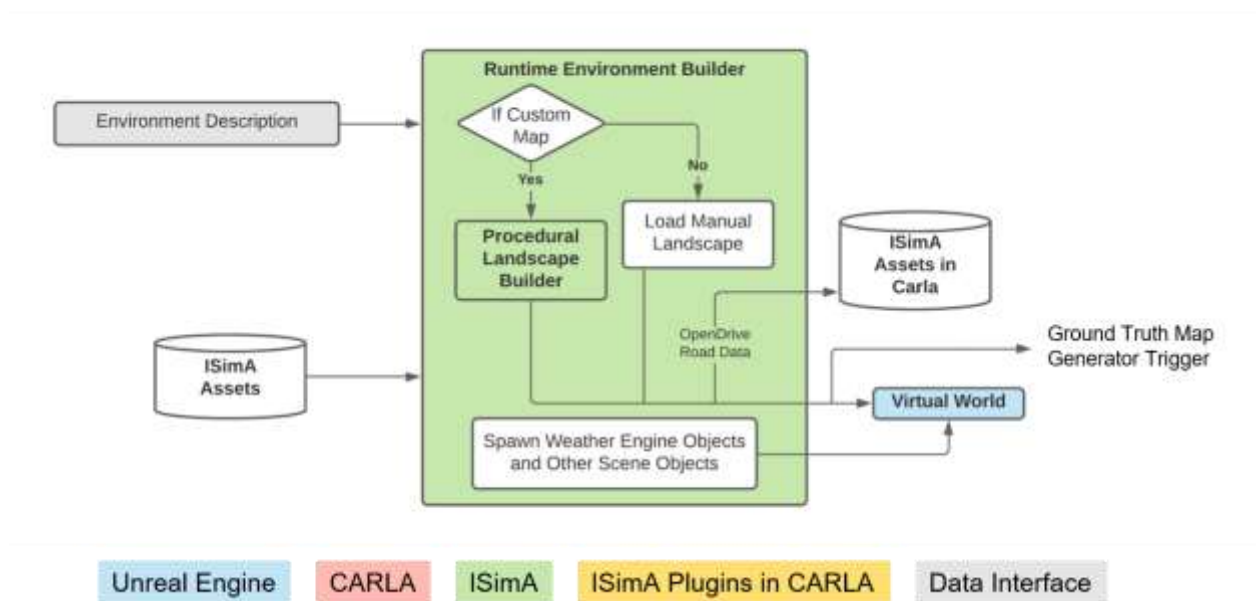 Runtime Environment Builder
Environment Description
If Custom
Map
Yes
No
Procedural
Landscape
Builder
Load Manual
Landscape
ISimA
Assets in
Carla
OpenDrive
Road Data
Ground Truth Map
Generator Trigger
ISimA
Assets
Virtual World
Spawn Weather Engine Objects
and Other Scene Objects
Unreal Engine
CARLA
ISimA
ISimA Plugins in CARLA
Data Interface